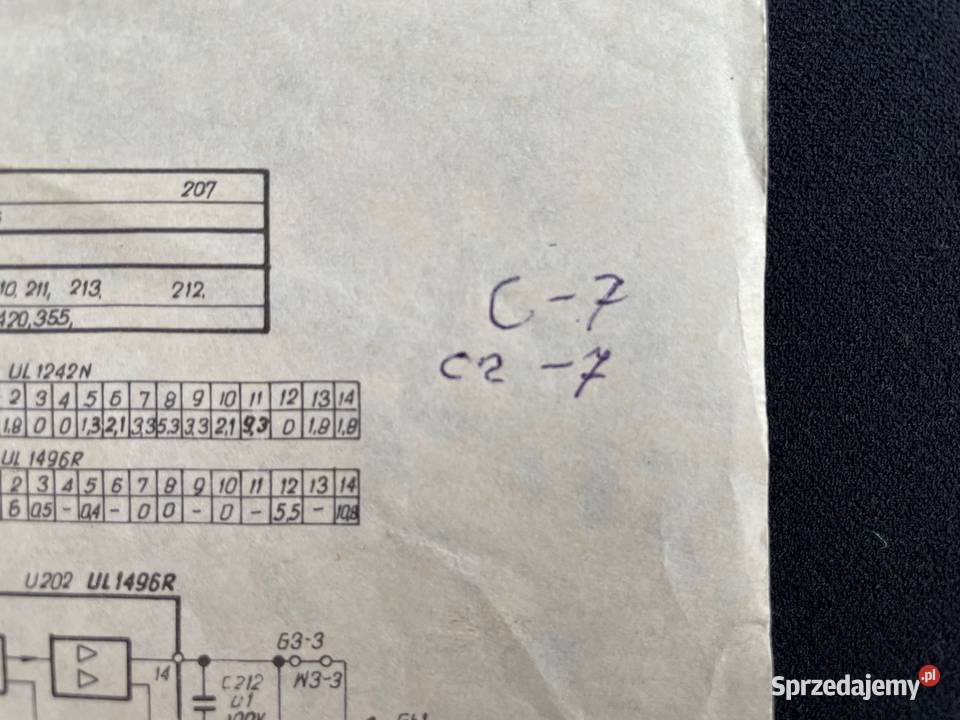 207
10, 211, 213, 212,
420, 355,
C-7
cz -7
UL 1242N
2 3 4 5 6 7 8 9 10 11 12 13 14
1,8 0 0 1,3 2,1 3,3 5,3 3,3 2,1 9,3 0 1,8 1,8
UL 1496R
2 3 4 5 6 7 8 9 10 11 12 13 14
6 0,5 - 0,4 - 0 0 - 0 - 5,5 - 10,8
U202 UL1496R
G3-3
14
C212
W3-3
Sprzedajemy.pl